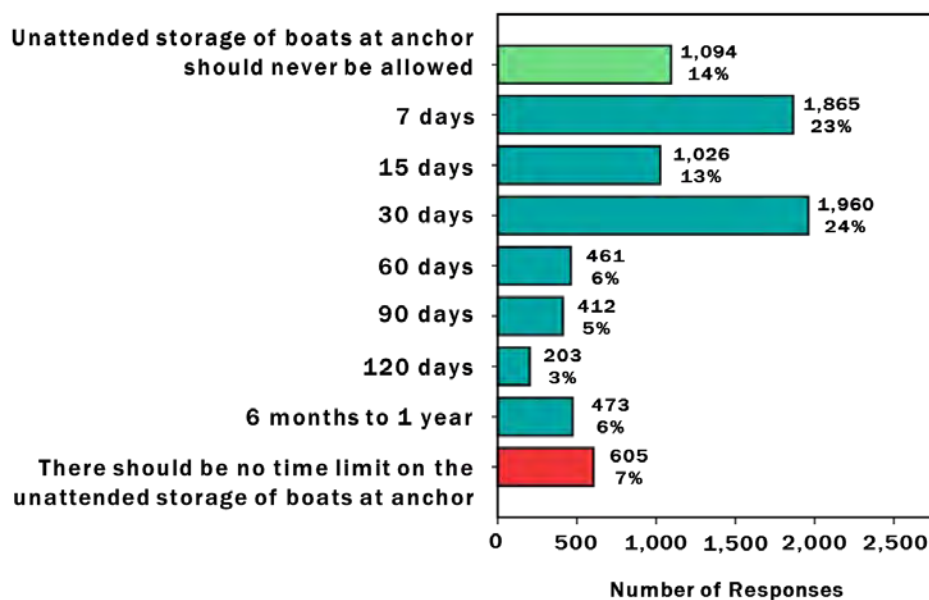 Unattended storage of boats at anchor
should never be allowed
1,094
14%
7 days
1,865
23%
15 days
1,026
13%
30 days
1,960
24%
60 days
461
6%
90 days
412
5%
120 days
203
3%
6 months to 1 year
473
6%
There should be no time limit on the
unattended storage of boats at anchor
605
7%
0 500 1,000 1,500 2,000 2,500
Number of Responses